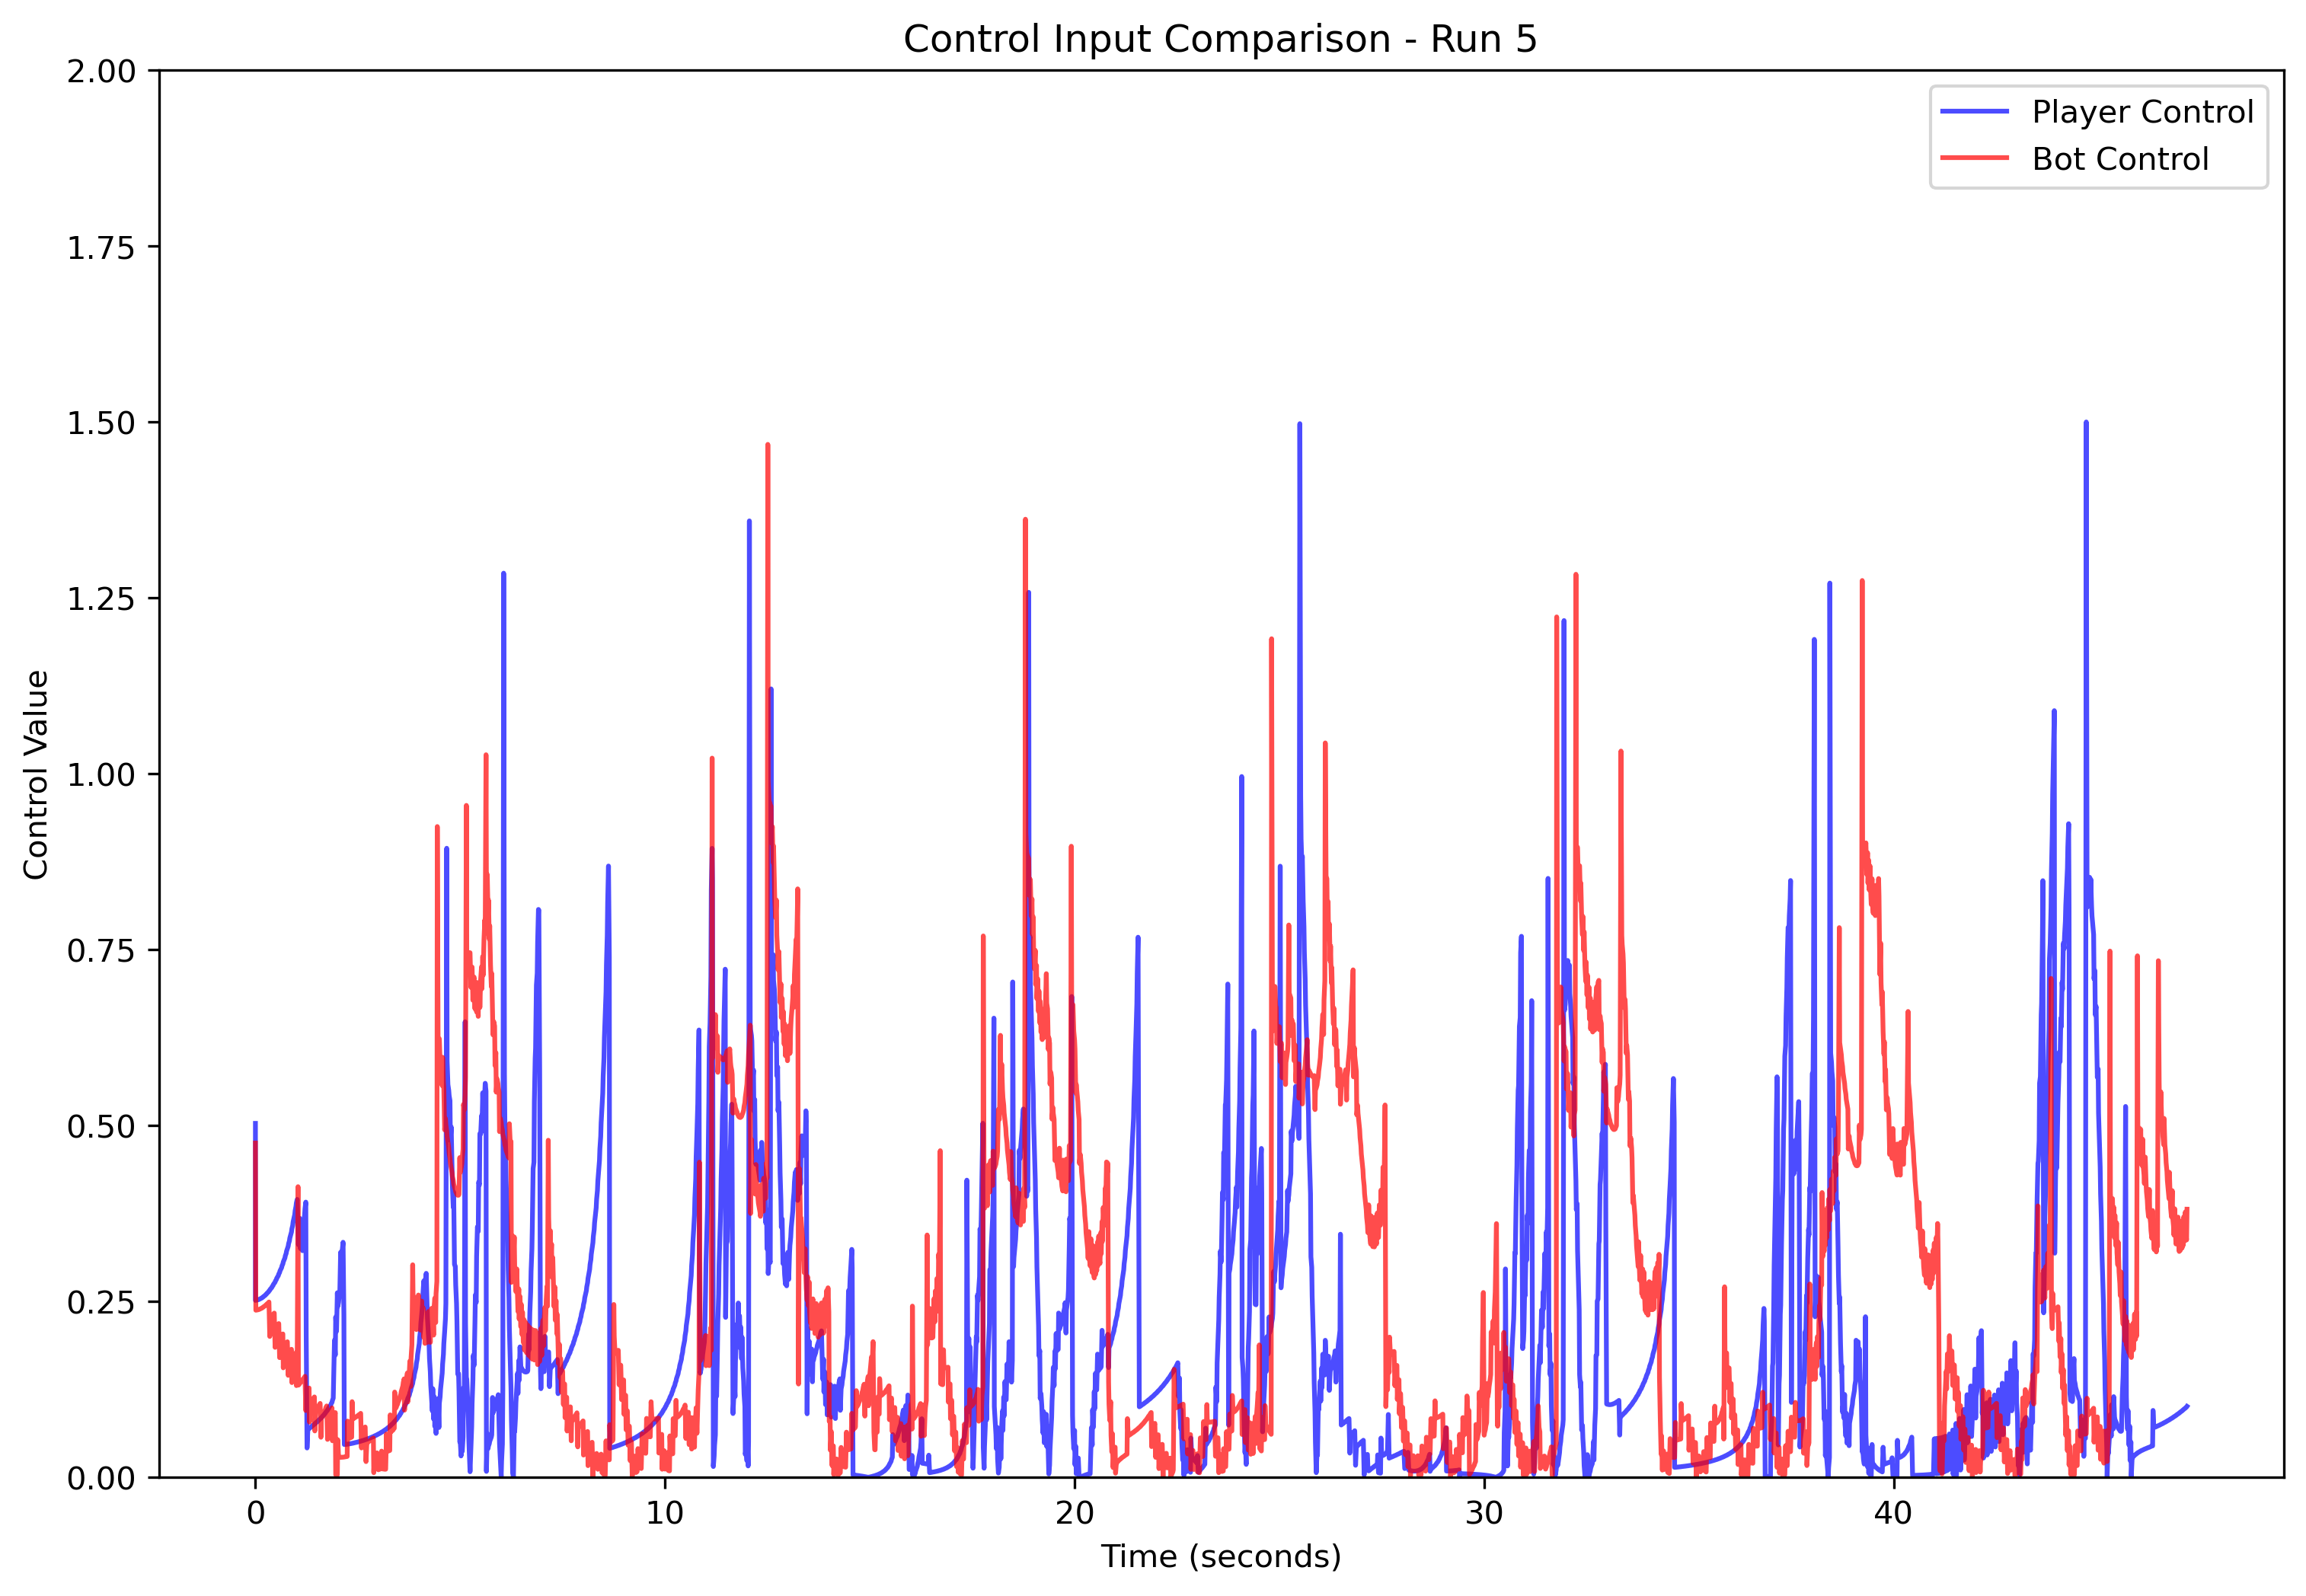 Control Input Comparison - Run 5
2.00
1.75
1.50
1.25
1.00
0.75
0.50
0.25
0.00
Control Value
Player Control
Bot Control
0
10
20
30
40
Time (seconds)